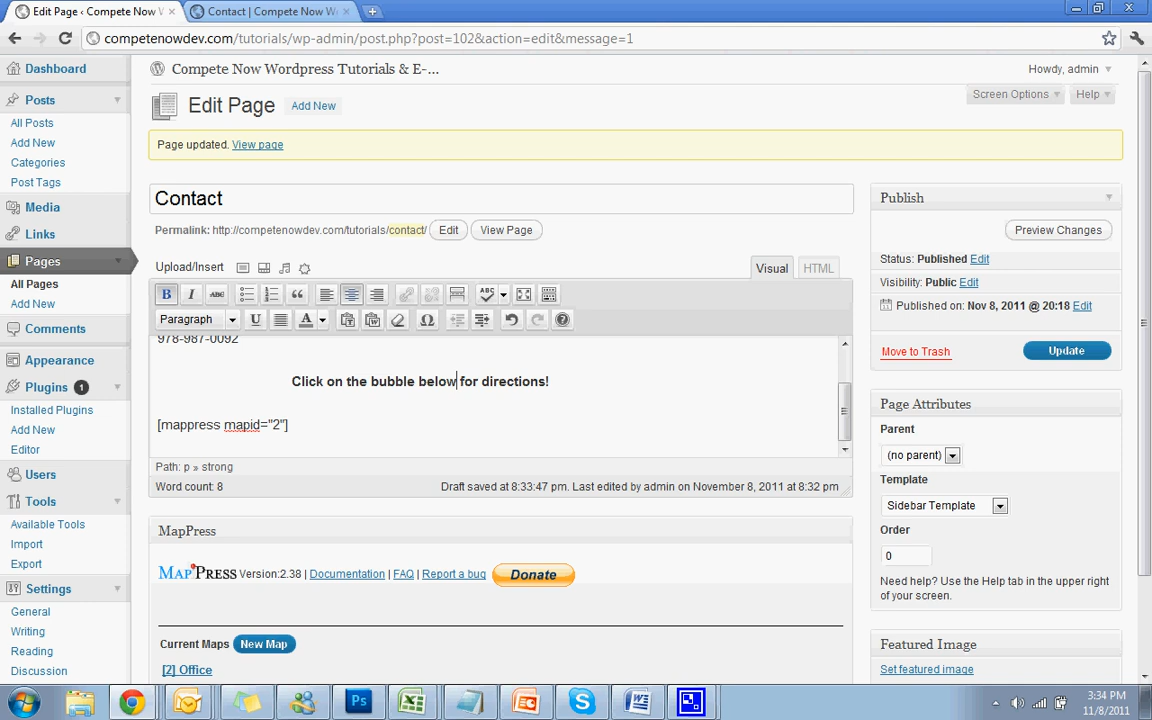 Edit Page ‹ Compete Now W
Contact | Compete Now W
competenowdev.com/tutorials/wp-admin/post.php?post=102&action=edit&message=1
Dashboard
Posts
All Posts
Add New
Categories
Post Tags
Media
Links
Pages
All Pages
Add New
Comments
Appearance
Plugins 1
Installed Plugins
Add New
Editor
Users
Tools
Available Tools
Import
Export
Settings
General
Writing
Reading
Discussion
Compete Now Wordpress Tutorials & E-...
Howdy, admin
Screen Options
Help
Edit Page Add New
Page updated. View page
Contact
Permalink: http://competenowdev.com/tutorials/contact/ Edit View Page
Upload/Insert
Visual HTML
B I ABC ABC
Paragraph U A Ω
978-987-0092
Click on the bubble below for directions!
[mappress mapid="2"]
Path: p » strong
Word count: 8 Draft saved at 8:33:47 pm. Last edited by admin on November 8, 2011 at 8:32 pm
MapPress
MAPPRESS Version:2.38 | Documentation | FAQ | Report a bug Donate
Current Maps New Map
[2] Office
Publish
Preview Changes
Status: Published Edit
Visibility: Public Edit
Published on: Nov 8, 2011 @ 20:18 Edit
Move to Trash Update
Page Attributes
Parent
(no parent)
Template
Sidebar Template
Order
0
Need help? Use the Help tab in the upper right
of your screen.
Featured Image
Set featured image
Ps
3:34 PM
11/8/2011